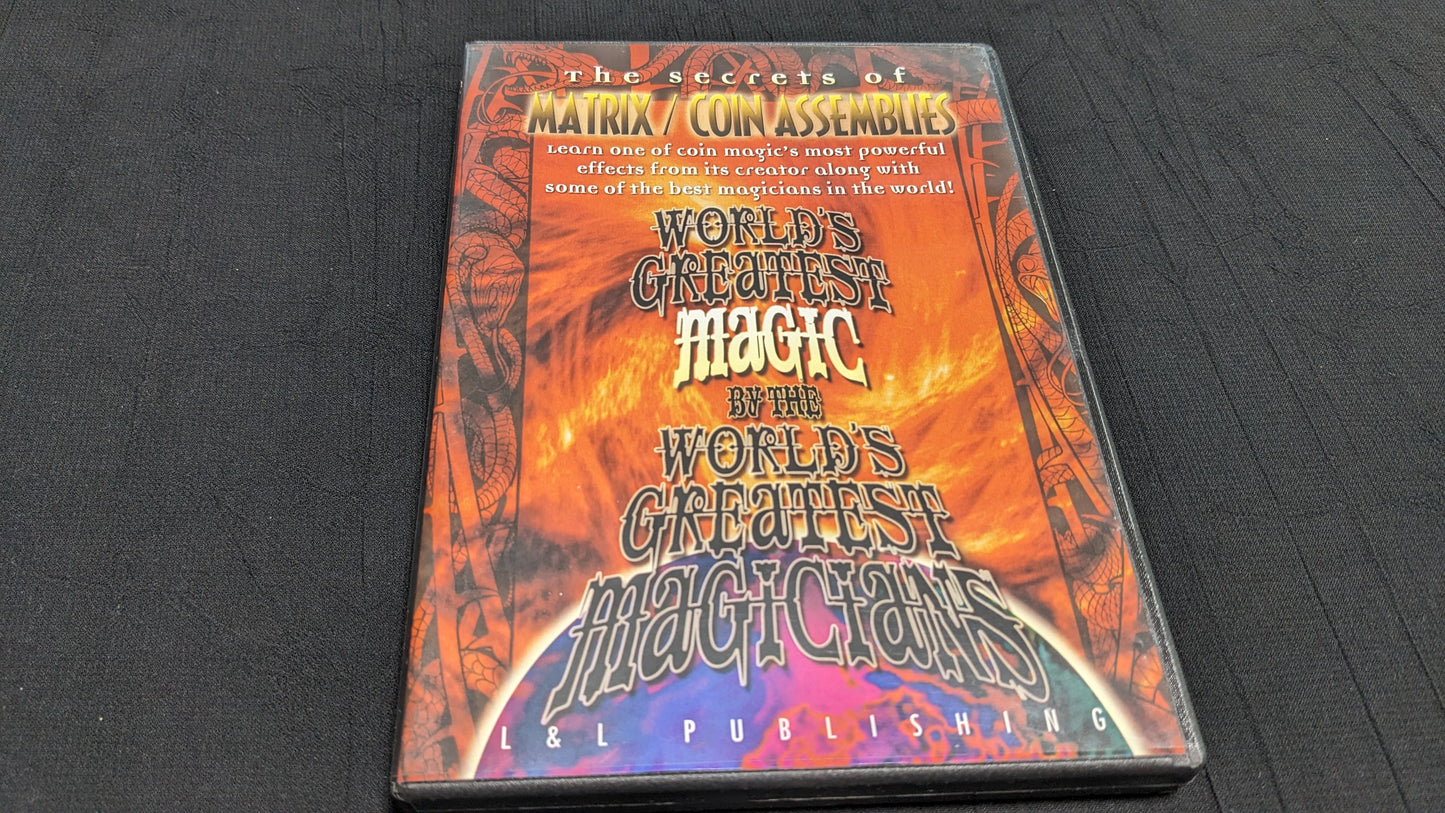 The Secrets of
MATRIX / COIN ASSEMBLIES
Learn one of coin magic's most powerful
effects from its creator along with
some of the best magicians in the world!
WORLD'S
GREATEST
MAGIC
BY THE
WORLD'S
GREATEST
MAGICIANS
L&L PUBLISHING